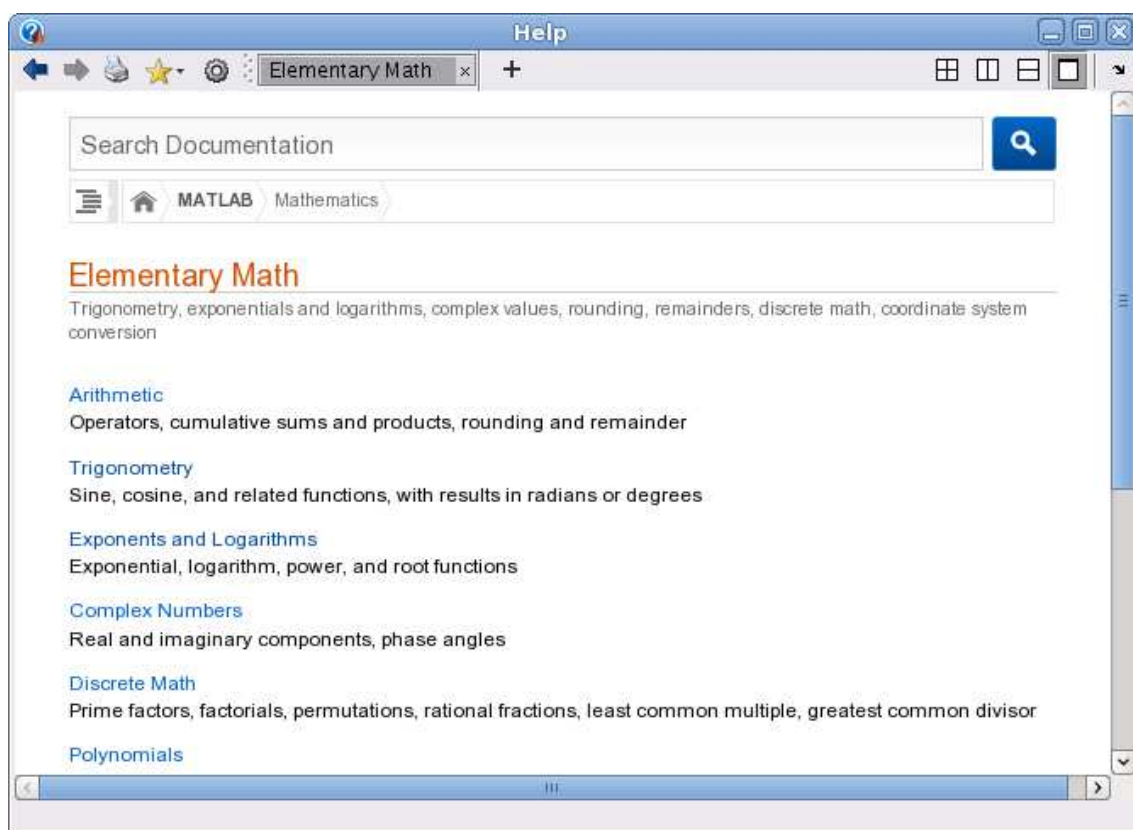 Help
Elementary Math
Search Documentation
MATLAB Mathematics
Elementary Math
Trigonometry, exponentials and logarithms, complex values, rounding, remainders, discrete math, coordinate system
conversion
Arithmetic
Operators, cumulative sums and products, rounding and remainder
Trigonometry
Sine, cosine, and related functions, with results in radians or degrees
Exponents and Logarithms
Exponential, logarithm, power, and root functions
Complex Numbers
Real and imaginary components, phase angles
Discrete Math
Prime factors, factorials, permutations, rational fractions, least common multiple, greatest common divisor
Polynomials